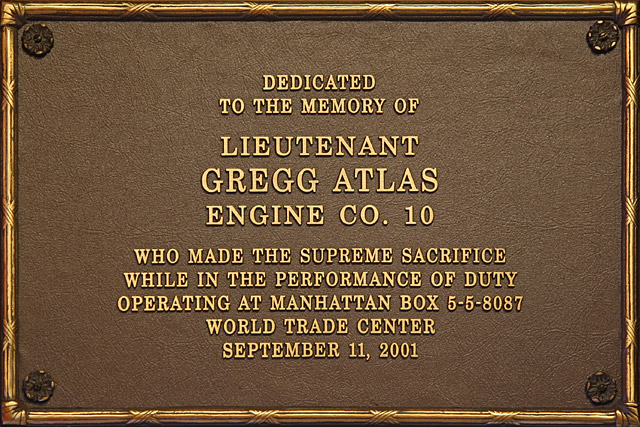 DEDICATED
TO THE MEMORY OF
LIEUTENANT
GREGG ATLAS
ENGINE CO. 10
WHO MADE THE SUPREME SACRIFICE
WHILE IN THE PERFORMANCE OF DUTY
OPERATING AT MANHATTAN BOX 5-5-8087
WORLD TRADE CENTER
SEPTEMBER 11, 2001